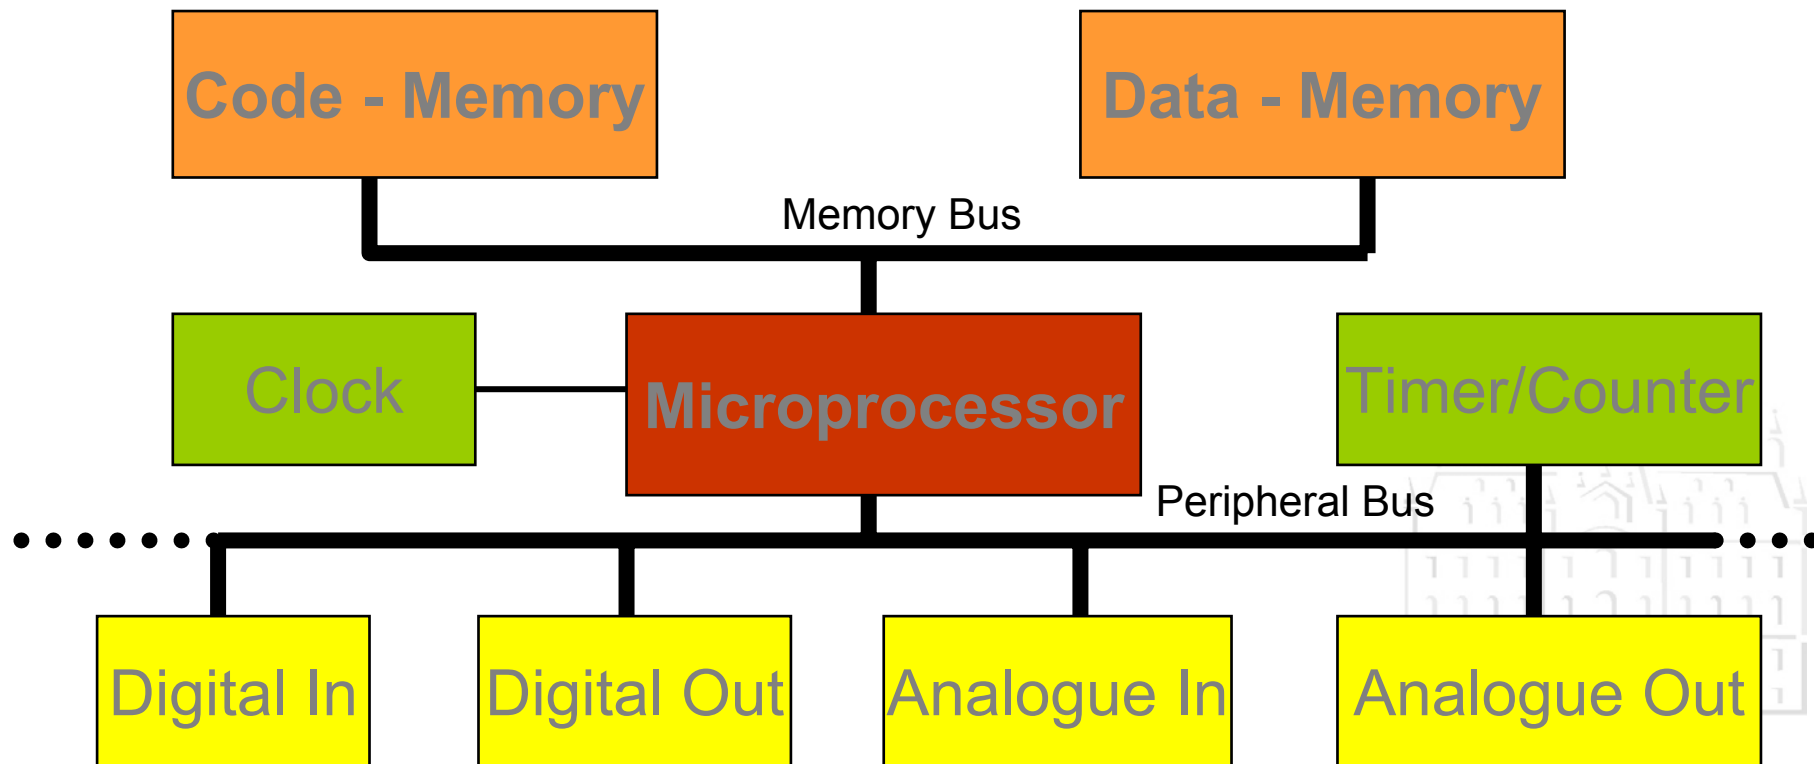 Code - Memory
Data - Memory
Memory Bus
Clock
Microprocessor
Timer/Counter
Peripheral Bus
Digital In
Digital Out
Analogue In
Analogue Out